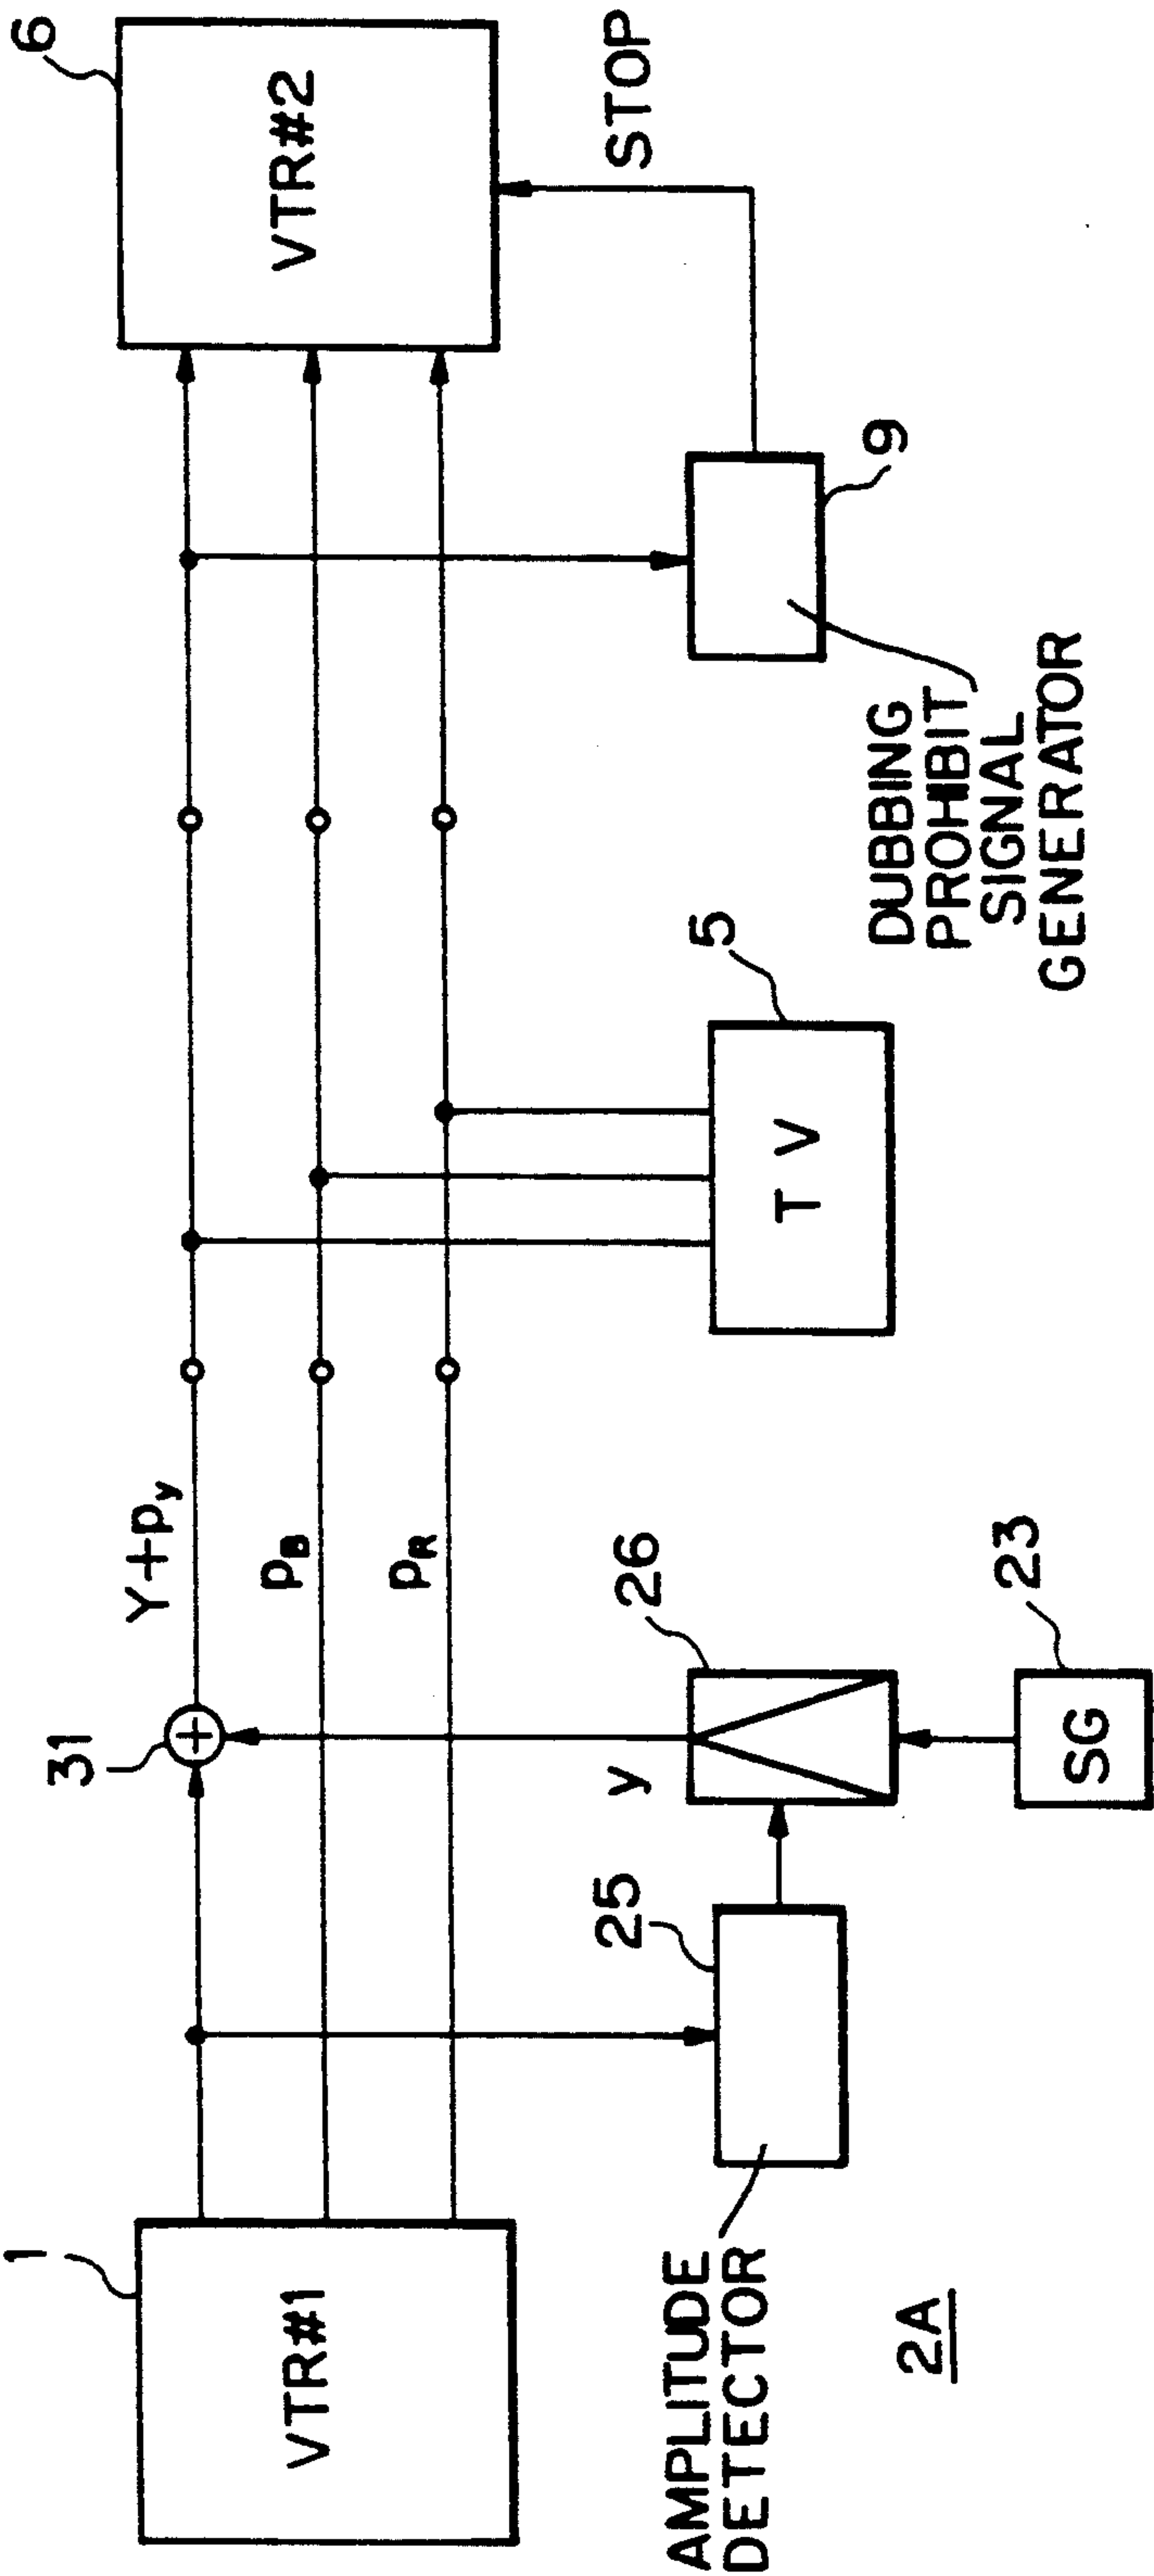 1
VTR#1
31
Y+py
pB
pR
6
VTR#2
STOP
AMPLITUDE
DETECTOR
25
y
26
SG
23
5
T V
9
DUBBING
PROHIBIT
SIGNAL
GENERATOR
2A